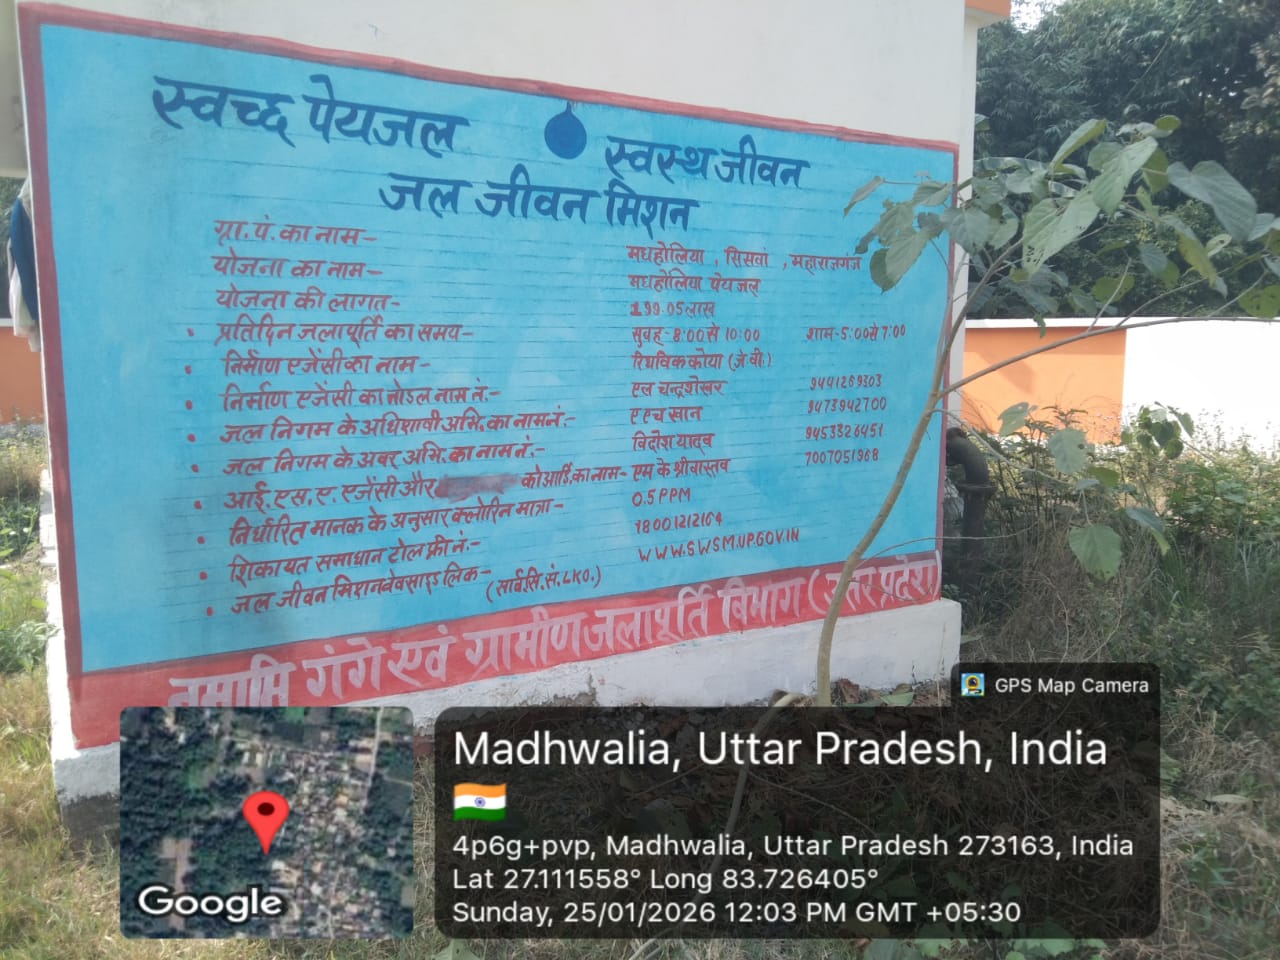 स्वच्छ पेयजल स्वस्थ जीवन
जल जीवन मिशन
ग्रा.पं.का नाम- मधहोलिया , सिसवां , महाराजगंज
योजना का नाम- मधहोलिया पेयजल
योजना की लागत- 199.05 लाख
• प्रतिदिन जलापूर्ति का समय- सुबह-8:00 से 10:00 शाम-5:00 से 7:00
• निर्माण एजेंसी का नाम- रिथविक कोया (जे.वी.)
• निर्माण एजेंसी का नोडल नाम नं.- एल चन्द्रशेखर 9441269303
• जल निगम के अधिशाषी अभि.का नाम नं.- ए एच खान 9473942700
• जल निगम के अवर अभि.का नाम नं.- विदोश यादव 9453326451
• आई.एस.ए. एजेंसी और को आर्डि.का नाम- एम के श्रीवास्तव 7007051968
• निर्धारित मानक के अनुसार क्लोरिन मात्रा- 0.5 PPM
• शिकायत समाधान टोल फ्री नं.- 18001212164
• जल जीवन मिशन वेबसाइड लिंक- WWW.SWSM.UP.GOV.IN
(सार्व.सि.सं.LKO.)
नमामि गंगे एवं ग्रामीण जलापूर्ति विभाग (उत्तर प्रदेश)
GPS Map Camera
Madhwalia, Uttar Pradesh, India
4p6g+pvp, Madhwalia, Uttar Pradesh 273163, India
Lat 27.111558° Long 83.726405°
Sunday, 25/01/2026 12:03 PM GMT +05:30
Google